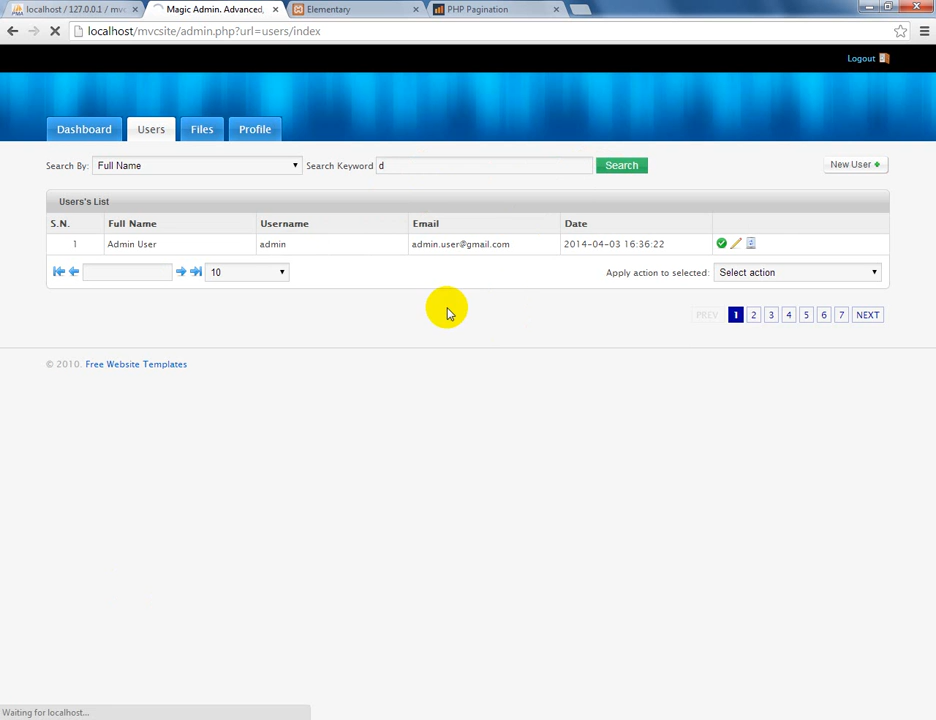 localhost / 127.0.0.1 / mvc
Magic Admin. Advanced,
Elementary
PHP Pagination
localhost/mvcsite/admin.php?url=users/index
Logout
Dashboard Users Files Profile
Search By: Full Name Search Keyword d Search New User
Users's List
S.N. Full Name Username Email Date
1 Admin User admin admin.user@gmail.com 2014-04-03 16:36:22
10 Apply action to selected: Select action
PREV 1 2 3 4 5 6 7 NEXT
© 2010. Free Website Templates
Waiting for localhost...